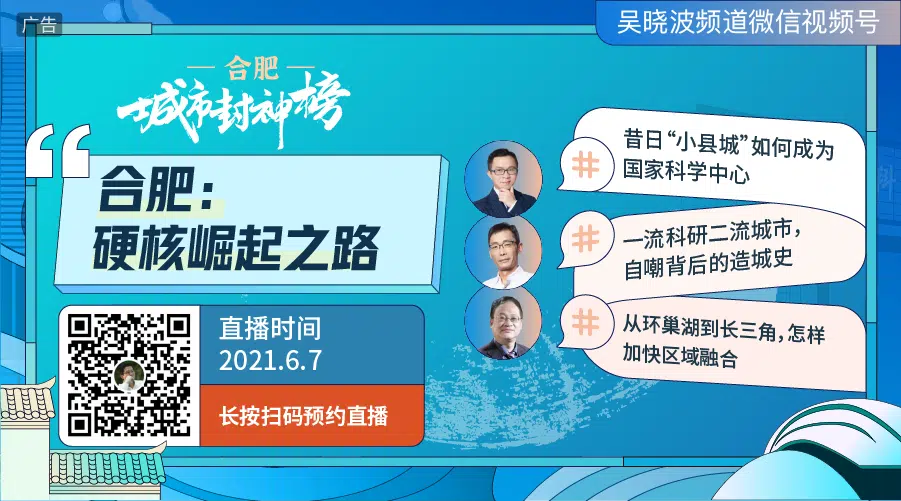 广告
吴晓波频道微信视频号
合肥
城市封神榜
合肥：
硬核崛起之路
直播时间
2021.6.7
长按扫码预约直播
#
昔日“小县城”如何成为
国家科学中心
#
一流科研二流城市，
自嘲背后的造城史
#
从环巢湖到长三角，怎样
加快区域融合